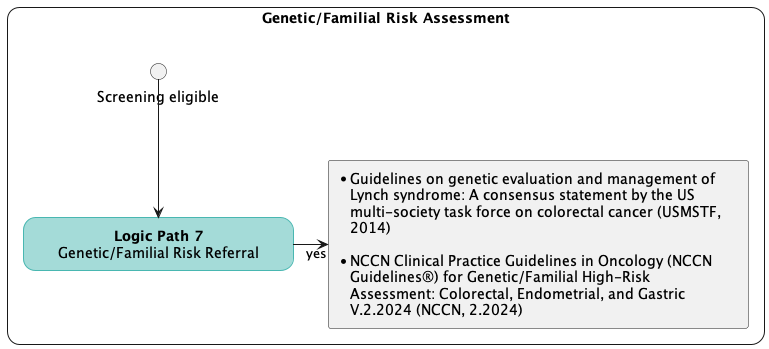 Genetic/Familial Risk Assessment
Screening eligible
Logic Path 7
Genetic/Familial Risk Referral
yes
• Guidelines on genetic evaluation and management of
Lynch syndrome: A consensus statement by the US
multi-society task force on colorectal cancer (USMSTF,
2014)
• NCCN Clinical Practice Guidelines in Oncology (NCCN
Guidelines®) for Genetic/Familial High-Risk
Assessment: Colorectal, Endometrial, and Gastric
V.2.2024 (NCCN, 2.2024)